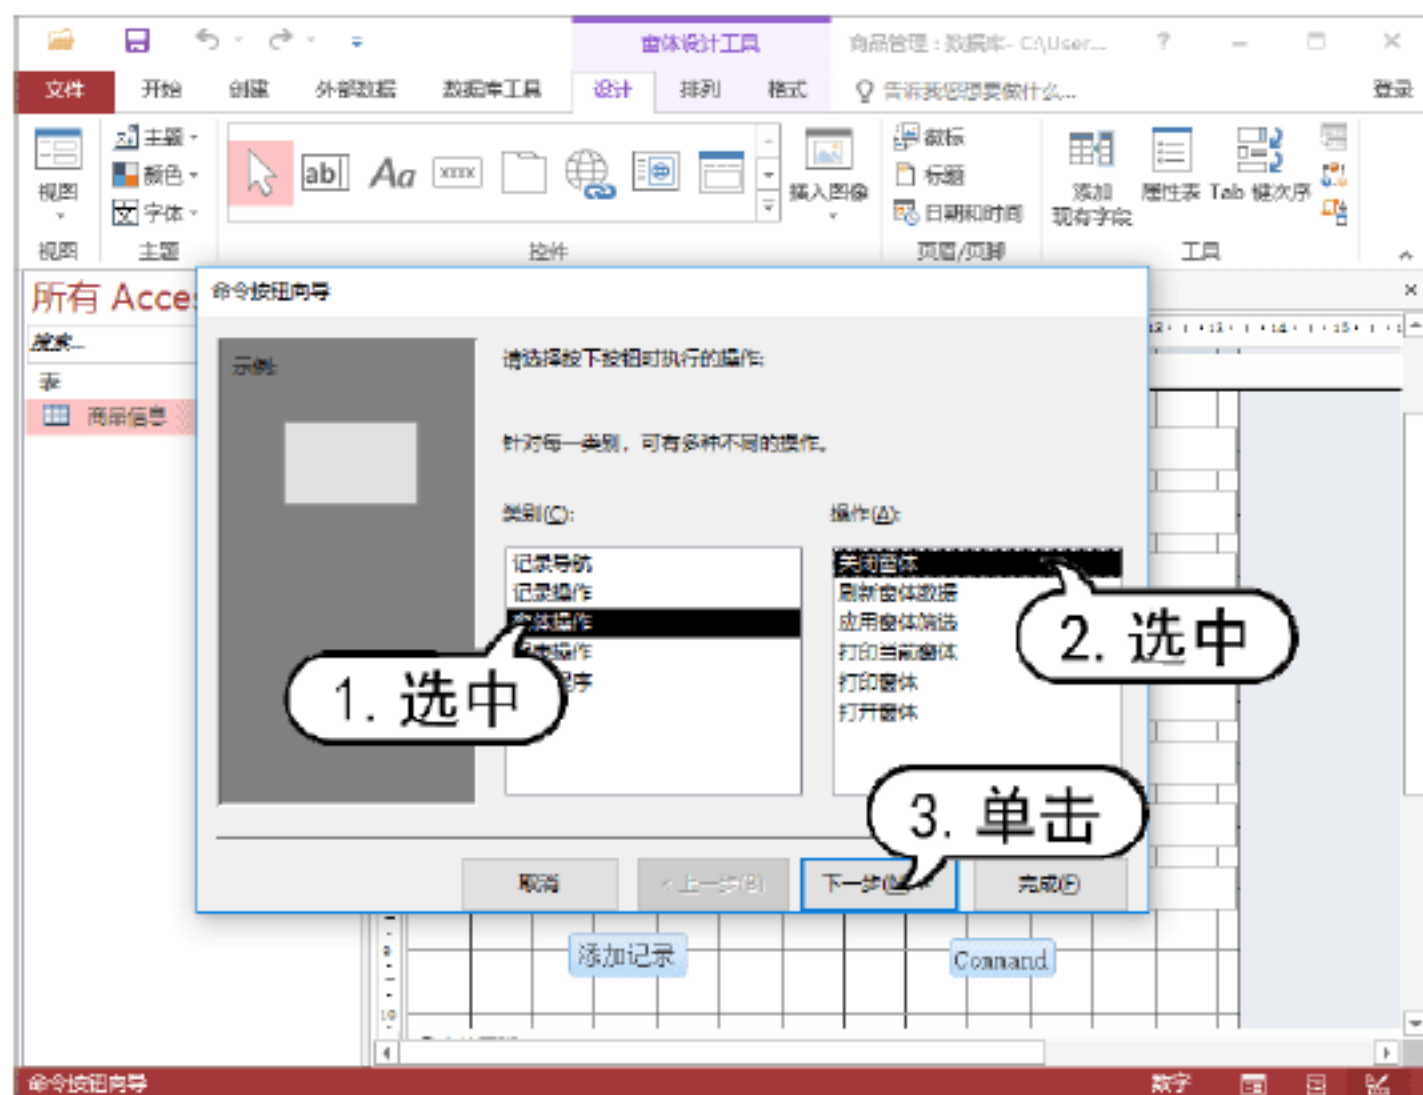 窗体设计工具
商品管理 : 数据库- C:\User...
?
文件 开始 创建 外部数据 数据库工具 设计 排列 格式 告诉我您想要做什么... 登录
视图
主题
颜色
文 字体
ab| Aa xxxx
插入图像
徽标
标题
日期和时间
添加
现有字段
属性表
Tab 键次序
视图 主题 控件 页眉/页脚 工具
所有 Acce
搜索...
表
商品信息
命令按钮向导
示例:
请选择按下按钮时执行的操作:
针对每一类别，可有多种不同的操作。
类别(C): 操作(A):
记录导航
记录操作
窗体操作
关闭窗体
刷新窗体数据
应用窗体筛选
打印当前窗体
打印窗体
打开窗体
1. 选中
2. 选中
3. 单击
取消 < 上一步(B) 下一步(N) 完成(F)
添加记录 Command
命令按钮向导 数字